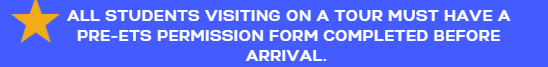 ALL STUDENTS VISITING ON A TOUR MUST HAVE A
PRE-ETS PERMISSION FORM COMPLETED BEFORE
ARRIVAL.